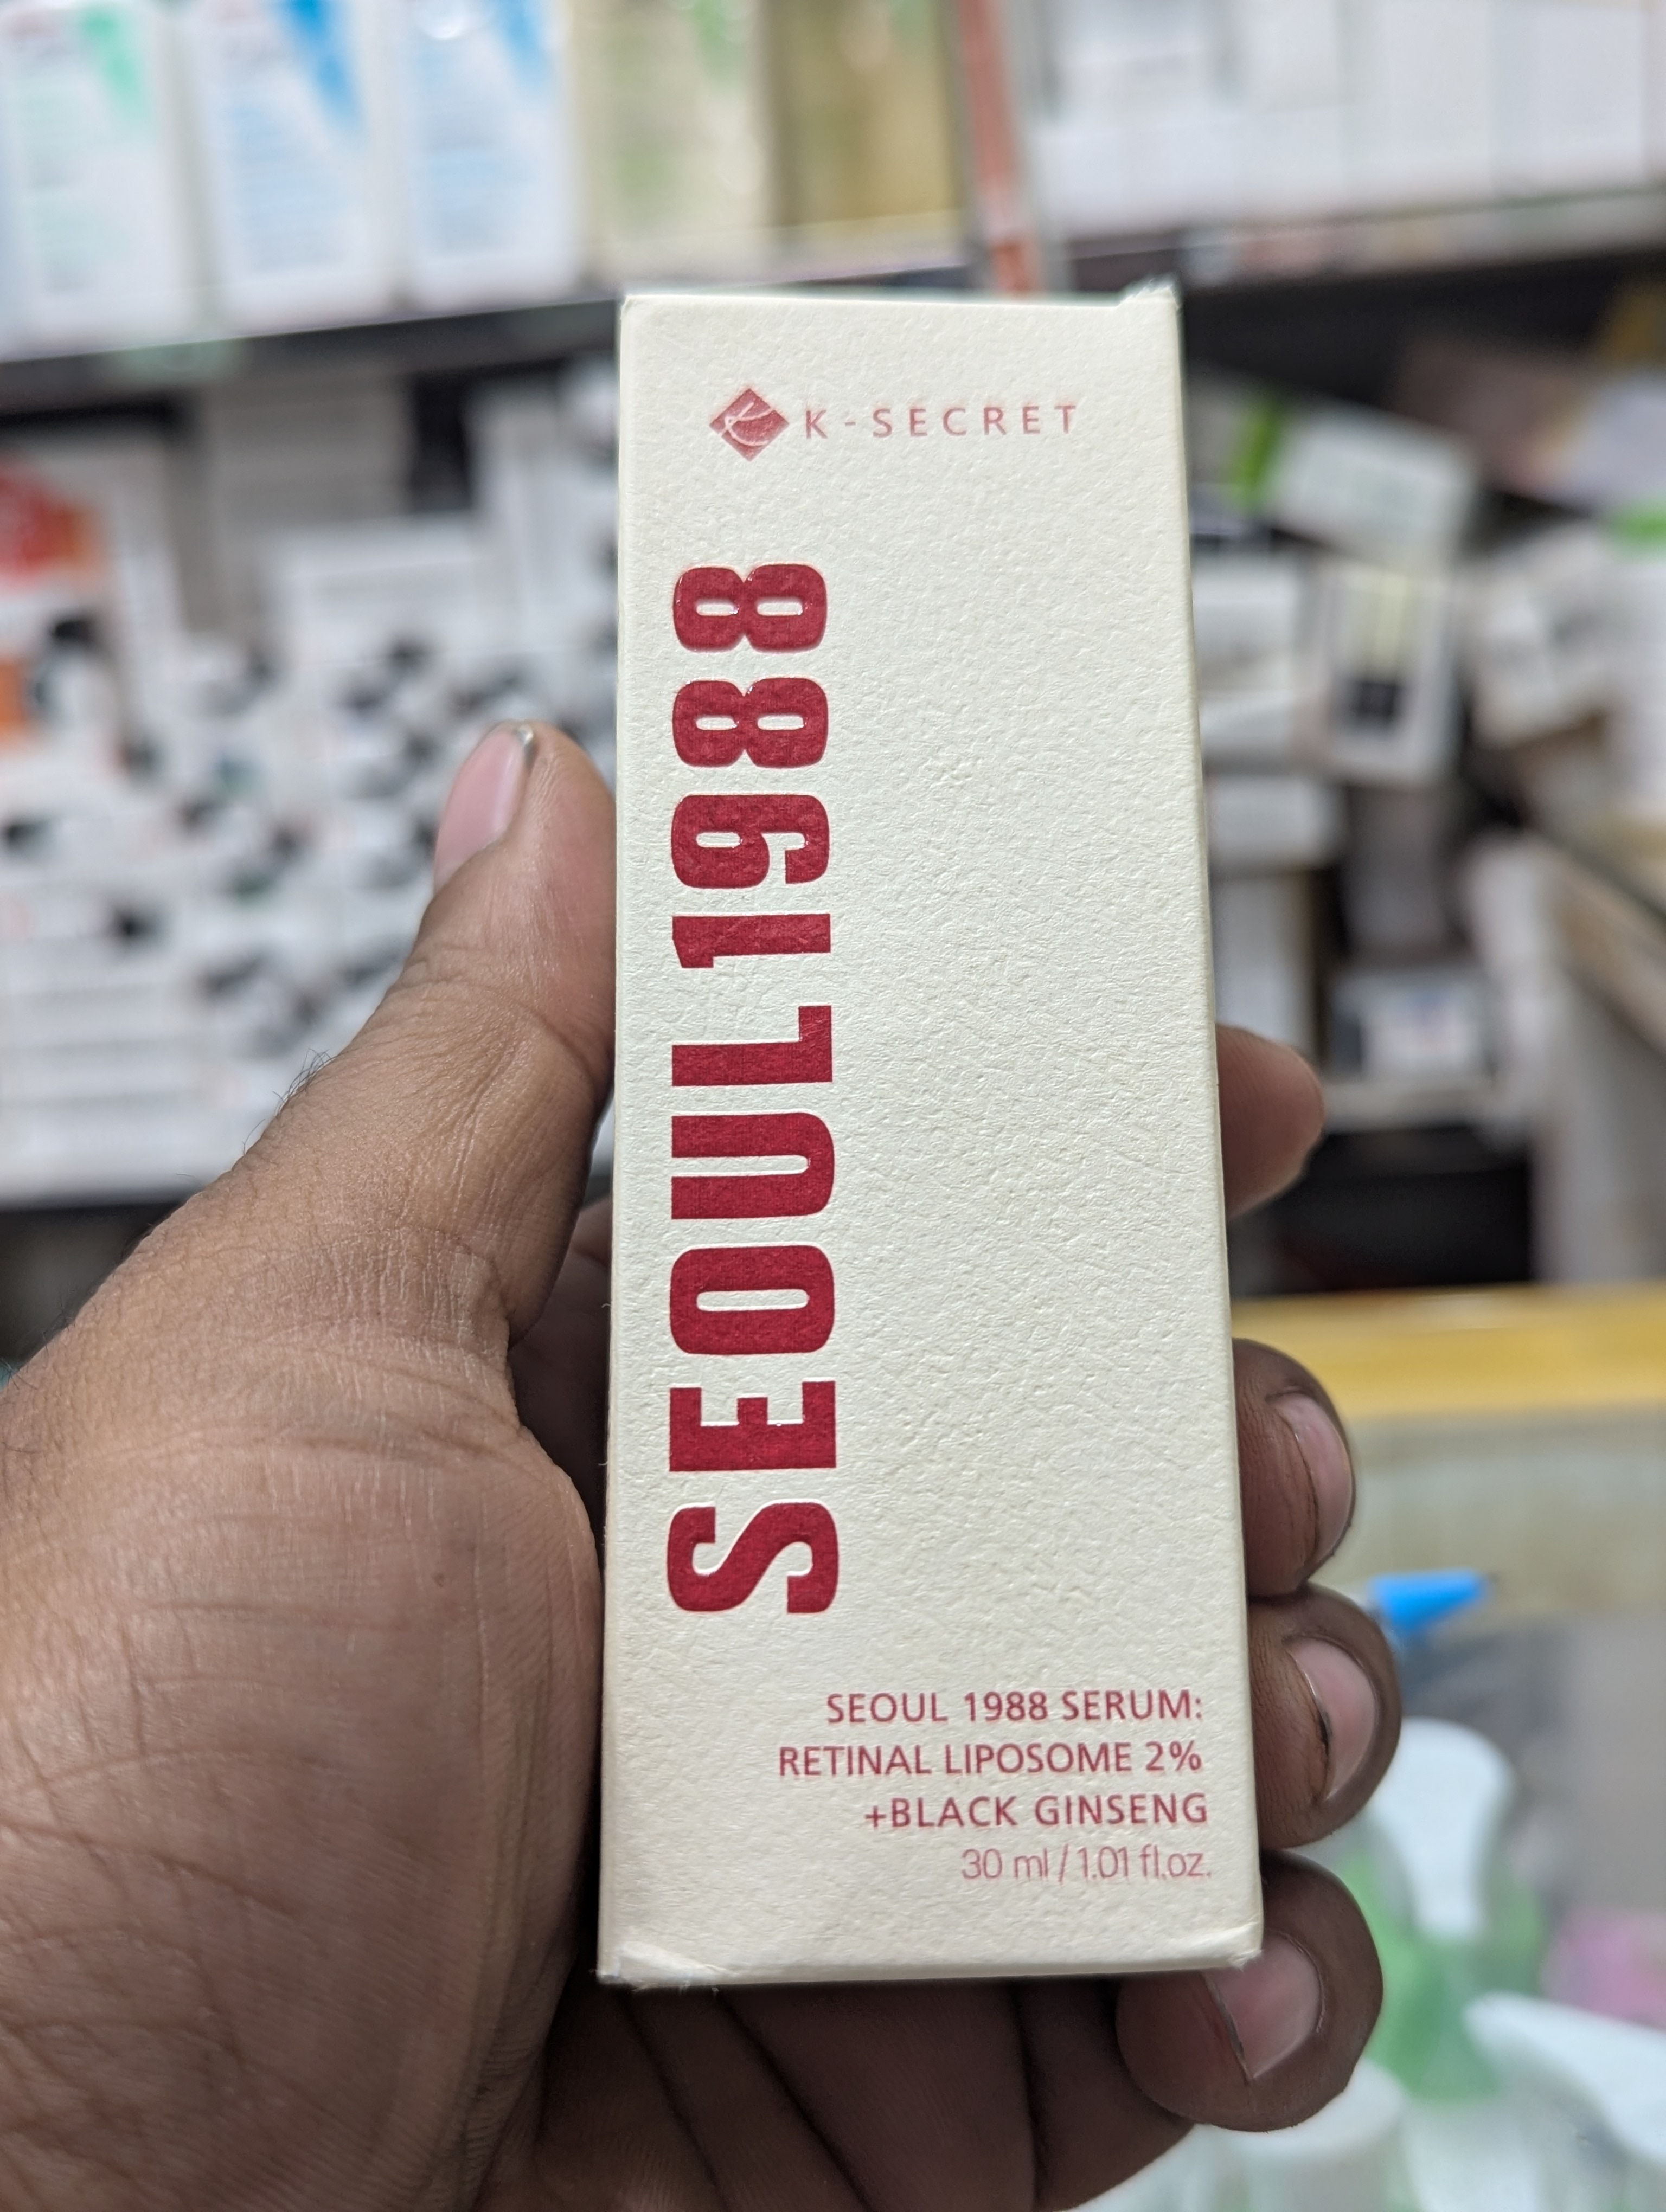 K-SECRET
SEOUL1988
SEOUL 1988 SERUM:
RETINAL LIPOSOME 2%
+BLACK GINSENG
30 ml / 1.01 fl.oz.